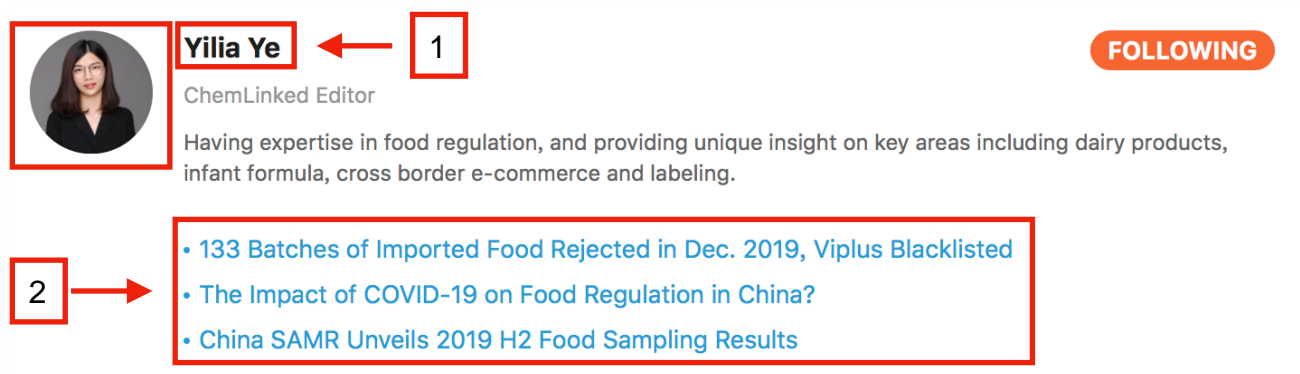 Yilia Ye
1
FOLLOWING
ChemLinked Editor
Having expertise in food regulation, and providing unique insight on key areas including dairy products,
infant formula, cross border e-commerce and labeling.
2
• 133 Batches of Imported Food Rejected in Dec. 2019, Viplus Blacklisted
• The Impact of COVID-19 on Food Regulation in China?
• China SAMR Unveils 2019 H2 Food Sampling Results